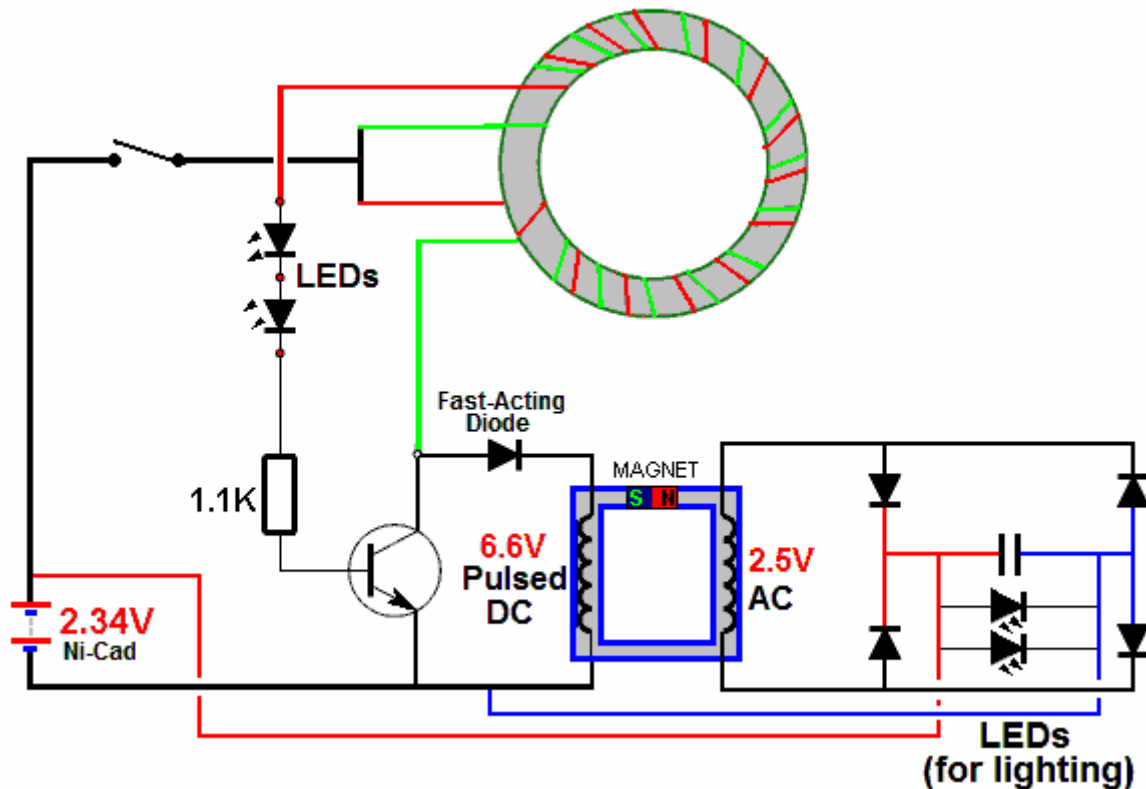 LEDs
Fast-Acting
Diode
1.1K
MAGNET
S N
6.6V
Pulsed
DC
2.5V
AC
2.34V
Ni-Cad
LEDs
(for lighting)